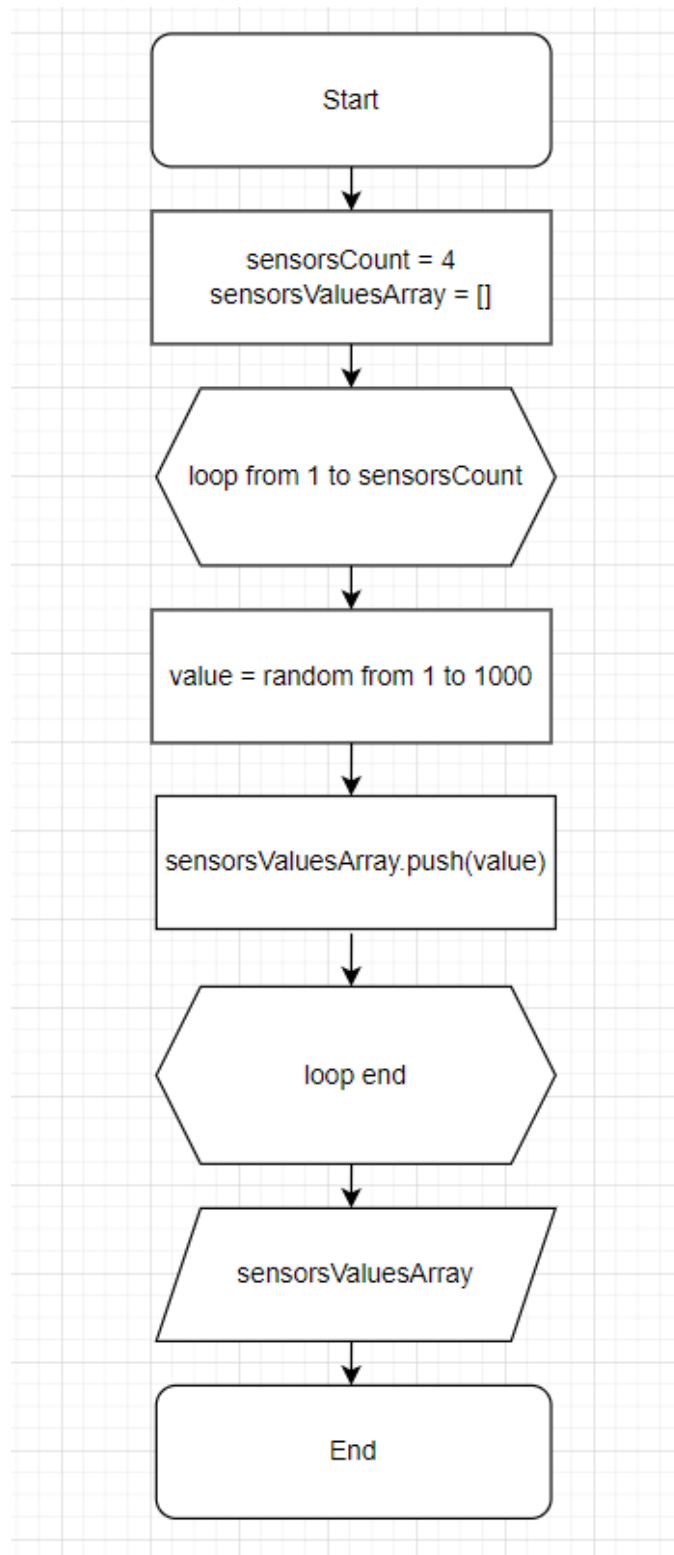 Start
sensorsCount = 4
sensorsValuesArray = []
loop from 1 to sensorsCount
value = random from 1 to 1000
sensorsValuesArray.push(value)
loop end
sensorsValuesArray
End